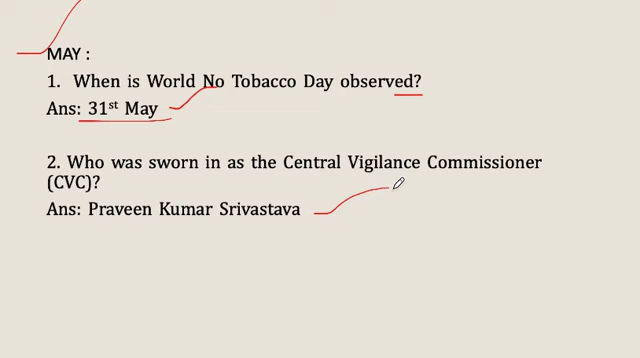 MAY :
1. When is World No Tobacco Day observed?
Ans: 31st May
2. Who was sworn in as the Central Vigilance Commissioner
(CVC)?
Ans: Praveen Kumar Srivastava